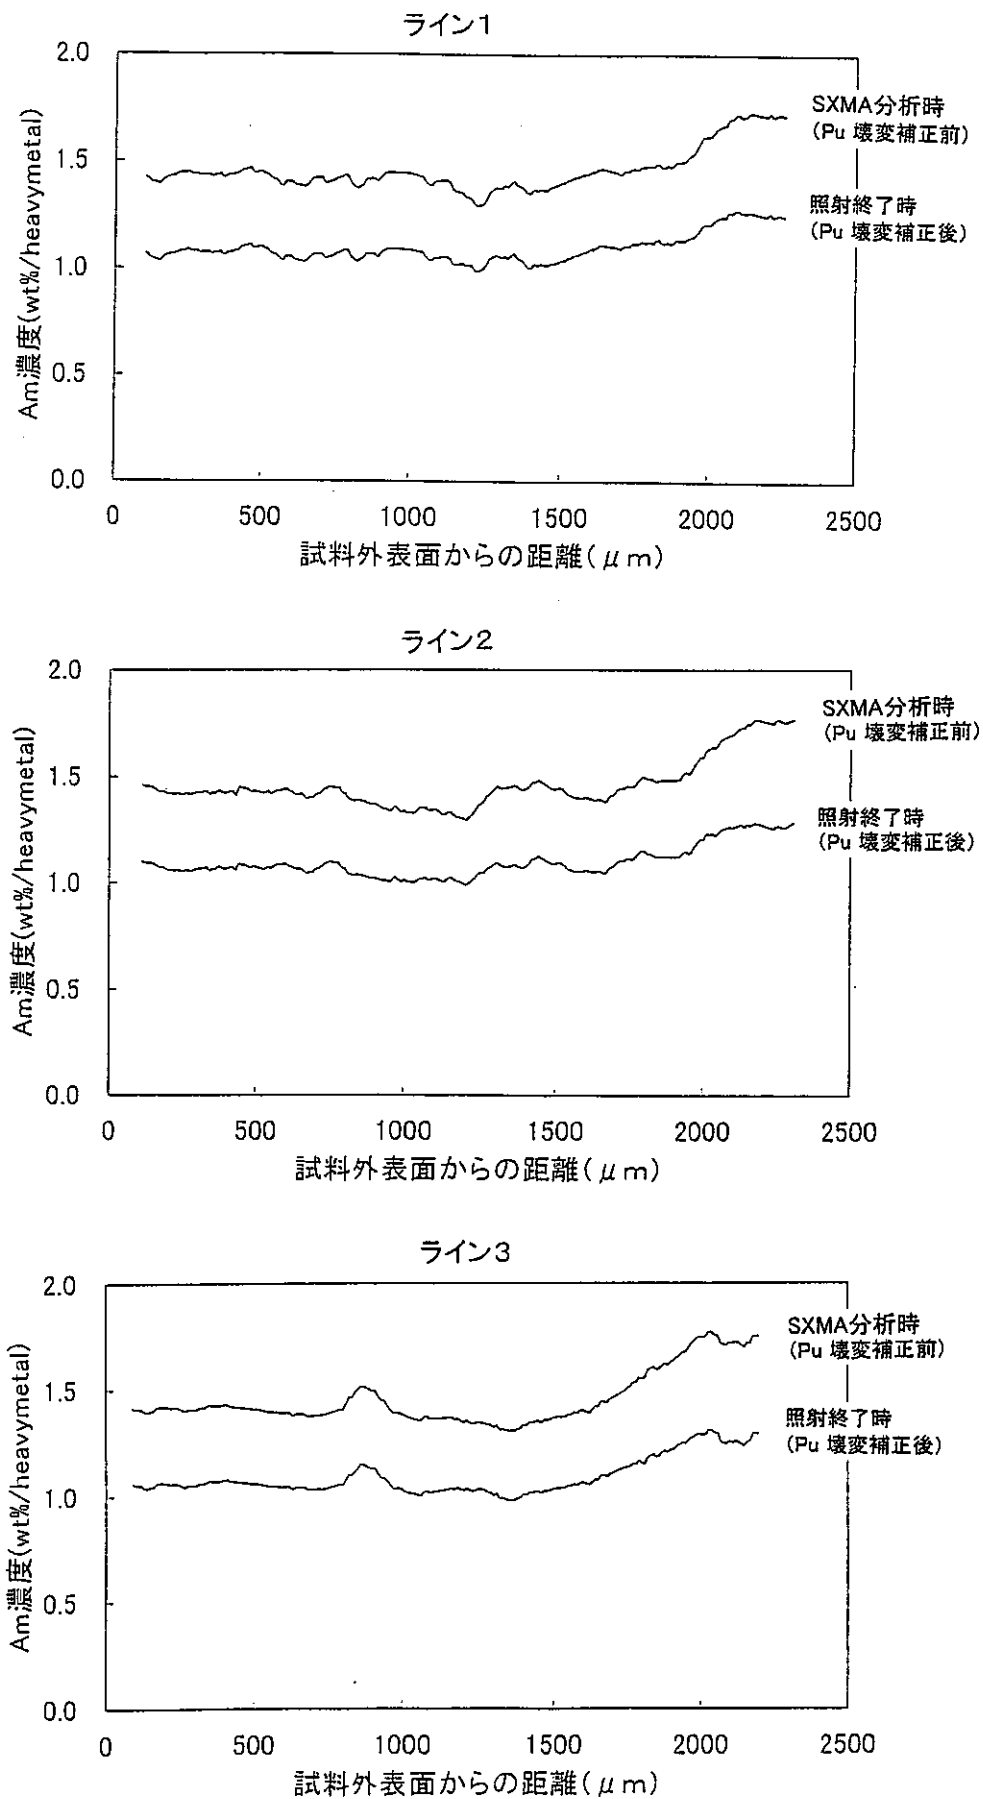 ライン1
2.0
SXMA分析時
(Pu 壊変補正前)
1.5
照射終了時
(Pu 壊変補正後)
1.0
0.5
0.0
Am濃度(wt%/heavymetal)
0 500 1000 1500 2000 2500
試料外表面からの距離(μm)
ライン2
2.0
SXMA分析時
(Pu 壊変補正前)
1.5
照射終了時
(Pu 壊変補正後)
1.0
0.5
0.0
Am濃度(wt%/heavymetal)
0 500 1000 1500 2000 2500
試料外表面からの距離(μm)
ライン3
2.0
SXMA分析時
(Pu 壊変補正前)
1.5
照射終了時
(Pu 壊変補正後)
1.0
0.5
0.0
Am濃度(wt%/heavymetal)
0 500 1000 1500 2000 2500
試料外表面からの距離(μm)